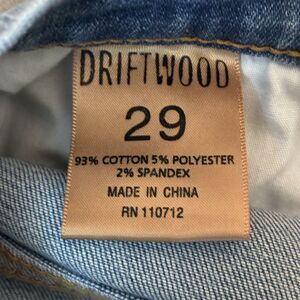 DRIFTWOOD
29
93% COTTON 5% POLYESTER
2% SPANDEX
MADE IN CHINA
RN 110712